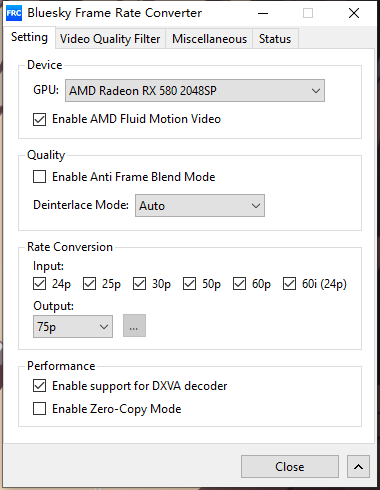 FRC Bluesky Frame Rate Converter
Setting Video Quality Filter Miscellaneous Status
Device
GPU: AMD Radeon RX 580 2048SP
Enable AMD Fluid Motion Video
Quality
Enable Anti Frame Blend Mode
Deinterlace Mode: Auto
Rate Conversion
Input:
24p 25p 30p 50p 60p 60i (24p)
Output:
75p ...
Performance
Enable support for DXVA decoder
Enable Zero-Copy Mode
Close